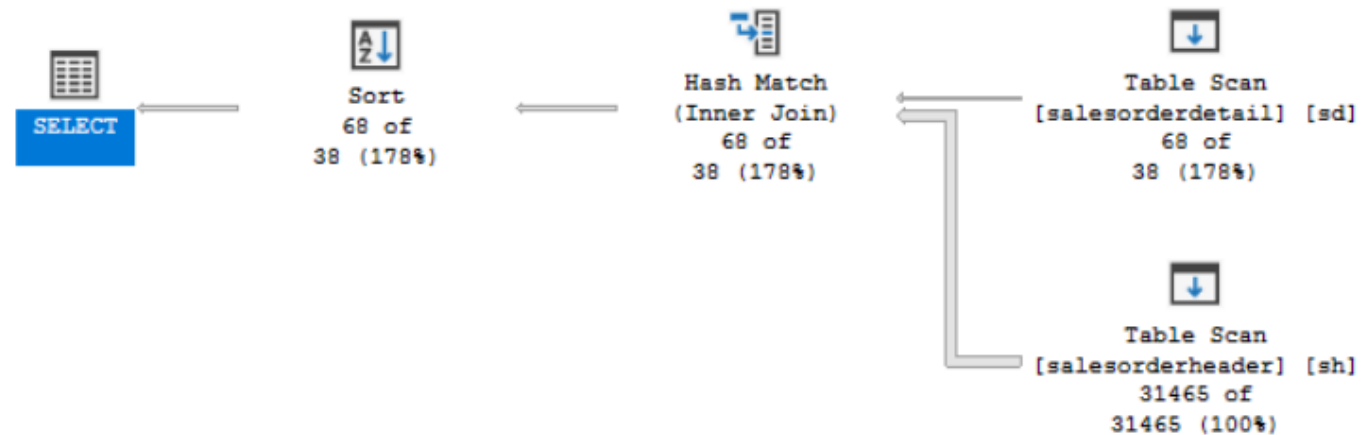 SELECT
Sort
68 of
38 (178%)
Hash Match
(Inner Join)
68 of
38 (178%)
Table Scan
[salesorderdetail] [sd]
68 of
38 (178%)
Table Scan
[salesorderheader] [sh]
31465 of
31465 (100%)